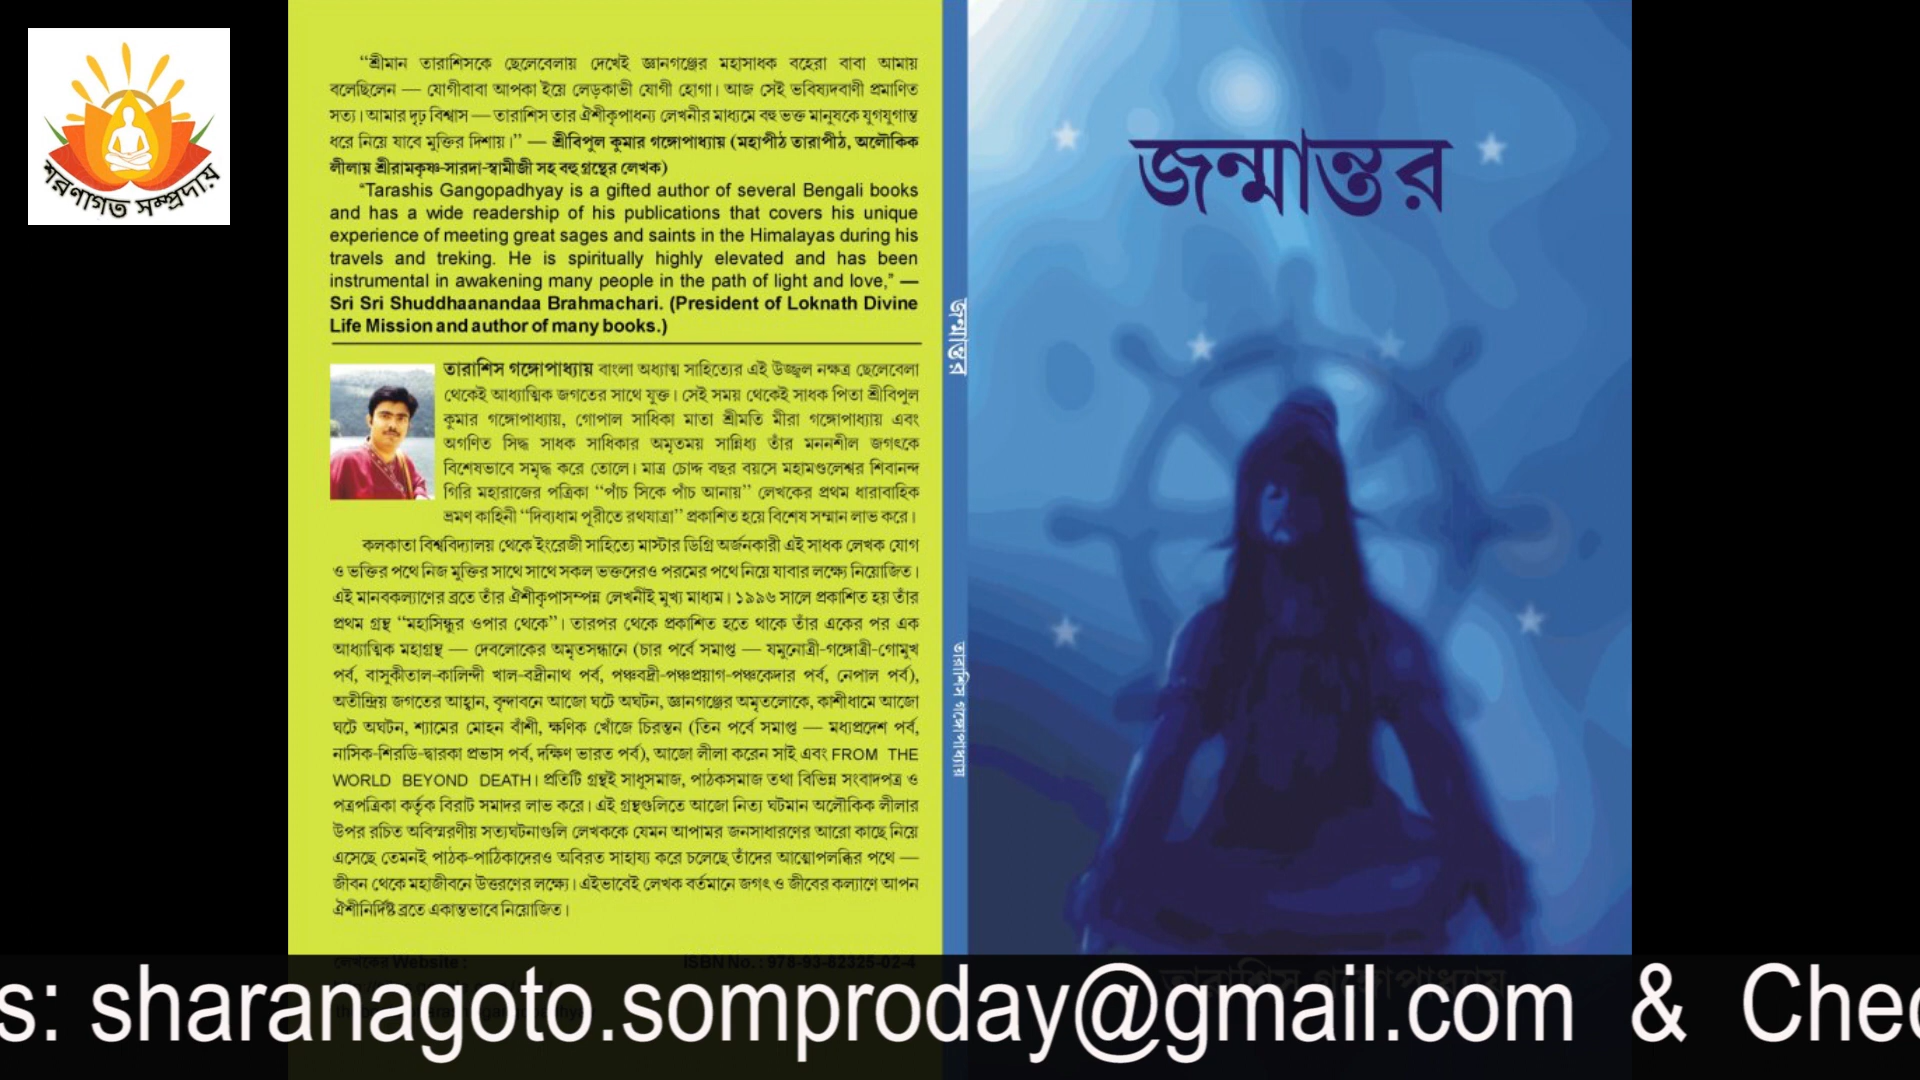 শরণাগত সম্প্রদায়
“শ্রীমান তারাশিসকে ছেলেবেলায় দেখেই জ্ঞানগঞ্জের মহাসাধক বহেরা বাবা আমায়
বলেছিলেন — যোগীবাবা আপকা ইয়ে লেড়কাভী যোগী হোগা। আজ সেই ভবিষ্যদবাণী প্রমাণিত
সত্য। আমার দৃঢ় বিশ্বাস — তারাশিস তার ঐশীকৃপাধন্য লেখনীর মাধ্যমে বহু ভক্ত মানুষকে যুগযুগান্ত
ধরে নিয়ে যাবে মুক্তির দিশায়।” — শ্রীবিপুল কুমার গঙ্গোপাধ্যায় (মহাপীঠ তারাপীঠ, অলৌকিক
লীলায় শ্রীরামকৃষ্ণ-সারদা-স্বামীজী সহ বহু গ্রন্থের লেখক)
“Tarashis Gangopadhyay is a gifted author of several Bengali books
and has a wide readership of his publications that covers his unique
experience of meeting great sages and saints in the Himalayas during his
travels and treking. He is spiritually highly elevated and has been
instrumental in awakening many people in the path of light and love,” —
Sri Sri Shuddhaanandaa Brahmachari. (President of Loknath Divine
Life Mission and author of many books.)
তারাশিস গঙ্গোপাধ্যায় বাংলা অধ্যাত্ম সাহিত্যের এই উজ্জ্বল নক্ষত্র ছেলেবেলা
থেকেই আধ্যাত্মিক জগতের সাথে যুক্ত। সেই সময় থেকেই সাধক পিতা শ্রীবিপুল
কুমার গঙ্গোপাধ্যায়, গোপাল সাধিকা মাতা শ্রীমতি মীরা গঙ্গোপাধ্যায় এবং
অগণিত সিদ্ধ সাধক সাধিকার অমৃতময় সান্নিধ্য তাঁর মননশীল জগৎকে
বিশেষভাবে সমৃদ্ধ করে তোলে। মাত্র চোদ্দ বছর বয়সে মহামণ্ডলেশ্বর শিবানন্দ
গিরি মহারাজের পত্রিকা “পাঁচ সিকে পাঁচ আনায়” লেখকের প্রথম ধারাবাহিক
ভ্রমণ কাহিনী “দিব্যধাম পূরীতে রথযাত্রা” প্রকাশিত হয়ে বিশেষ সম্মান লাভ করে।
কলকাতা বিশ্ববিদ্যালয় থেকে ইংরেজী সাহিত্যে মাস্টার ডিগ্রি অর্জনকারী এই সাধক লেখক যোগ
ও ভক্তির পথে নিজ মুক্তির সাথে সাথে সকল ভক্তদেরও পরমের পথে নিয়ে যাবার লক্ষ্যে নিয়োজিত।
এই মানবকল্যাণের ব্রতে তাঁর ঐশীকৃপাসম্পন্ন লেখনীই মুখ্য মাধ্যম। ১৯৯৬ সালে প্রকাশিত হয় তাঁর
প্রথম গ্রন্থ “মহাসিন্ধুর ওপার থেকে”। তারপর থেকে প্রকাশিত হতে থাকে তাঁর একের পর এক
আধ্যাত্মিক মহাগ্রন্থ — দেবলোকের অমৃতসন্ধানে (চার পর্বে সমাপ্ত — যমুনোত্রী-গঙ্গোত্রী-গোমুখ
পর্ব, বাসুকীতাল-কালিন্দী খাল-বদ্রীনাথ পর্ব, পঞ্চবদ্রী-পঞ্চপ্রয়াগ-পঞ্চকেদার পর্ব, নেপাল পর্ব),
অতীন্দ্রিয় জগতের আহ্বান, বৃন্দাবনে আজো ঘটে অঘটন, জ্ঞানগঞ্জের অমৃতলোকে, কাশীধামে আজো
ঘটে অঘটন, শ্যামের মোহন বাঁশী, ক্ষণিক খোঁজে চিরন্তন (তিন পর্বে সমাপ্ত — মধ্যপ্রদেশ পর্ব,
নাসিক-শিরডি-দ্বারকা প্রভাস পর্ব, দক্ষিণ ভারত পর্ব), আজো লীলা করেন সাই এবং FROM THE
WORLD BEYOND DEATH। প্রতিটি গ্রন্থই সাধুসমাজ, পাঠকসমাজ তথা বিভিন্ন সংবাদপত্র ও
পত্রপত্রিকা কর্তৃক বিরাট সমাদর লাভ করে। এই গ্রন্থগুলিতে আজো নিত্য ঘটমান অলৌকিক লীলার
উপর রচিত অবিস্মরণীয় সত্যঘটনাগুলি লেখককে যেমন আপামর জনসাধারণের আরো কাছে নিয়ে
এসেছে তেমনই পাঠক-পাঠিকাদেরও অবিরত সাহায্য করে চলেছে তাঁদের আত্মোপলব্ধির পথে —
জীবন থেকে মহাজীবনে উত্তরণের লক্ষ্যে। এইভাবেই লেখক বর্তমানে জগৎ ও জীবের কল্যাণে আপন
ঐশীনির্দিষ্ট ব্রতে একান্তভাবে নিয়োজিত।
লেখকের Website :
ISBN No. : 978-93-82325-02-4
জন্মান্তর
তারাশিস গঙ্গোপাধ্যায়
জন্মান্তর
তারাশিস গঙ্গোপাধ্যায়
s: sharanagoto.somproday@gmail.com & Chec